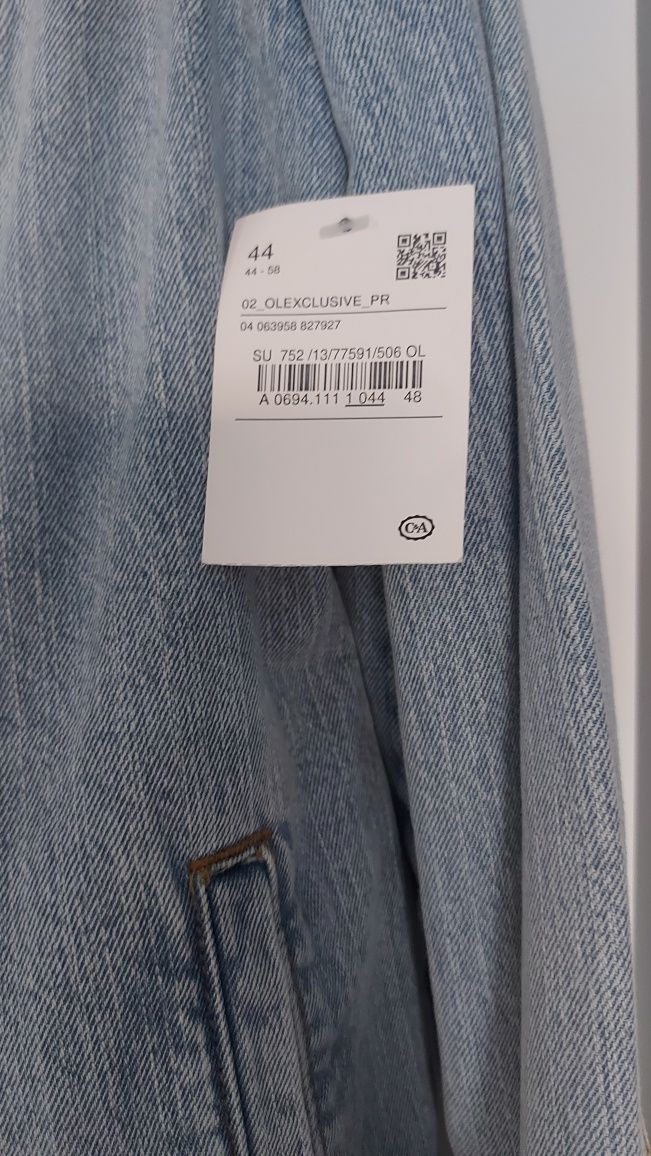 44
44 - 58
02_OLEXCLUSIVE_PR
04 063958 827927
SU 752 /13/77591/506 OL
A 0694.111 1 044 48
C&A